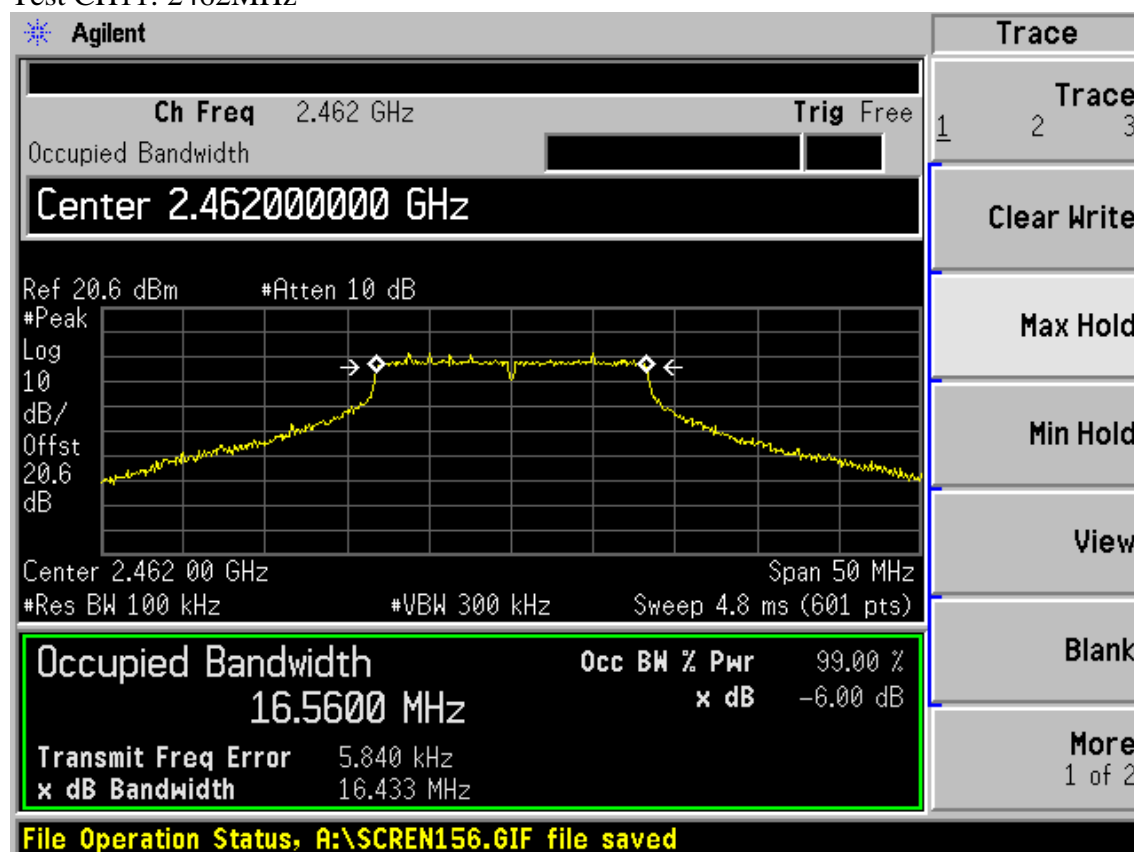 Test CH11: 2462MHz
Agilent
Trace
Ch Freq 2.462 GHz Trig Free
Occupied Bandwidth
Center 2.462000000 GHz
Ref 20.6 dBm #Atten 10 dB
#Peak
Log
10
dB/
Offst
20.6
dB
Center 2.462 00 GHz Span 50 MHz
#Res BW 100 kHz #VBW 300 kHz Sweep 4.8 ms (601 pts)
Occupied Bandwidth Occ BW % Pwr 99.00 %
16.5600 MHz x dB -6.00 dB
Transmit Freq Error 5.840 kHz
x dB Bandwidth 16.433 MHz
File Operation Status, A:\SCREN156.GIF file saved
Trace
1 2 3
Clear Write
Max Hold
Min Hold
View
Blank
More
1 of 2